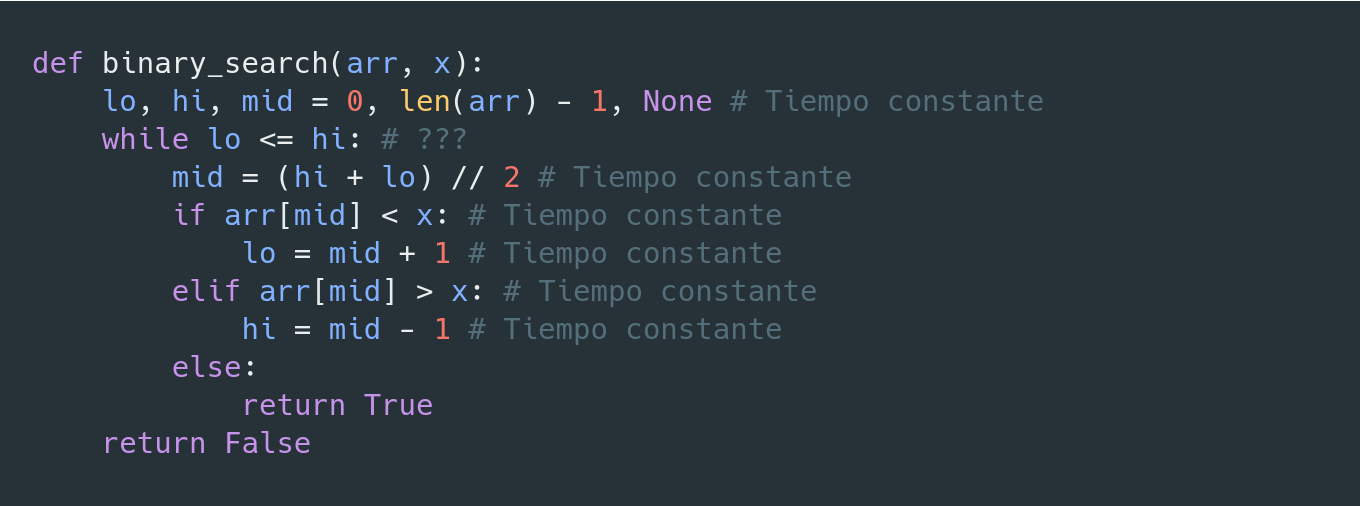 def binary_search(arr, x):
    lo, hi, mid = 0, len(arr) - 1, None # Tiempo constante
    while lo <= hi: # ???
        mid = (hi + lo) // 2 # Tiempo constante
        if arr[mid] < x: # Tiempo constante
            lo = mid + 1 # Tiempo constante
        elif arr[mid] > x: # Tiempo constante
            hi = mid - 1 # Tiempo constante
        else:
            return True
    return False